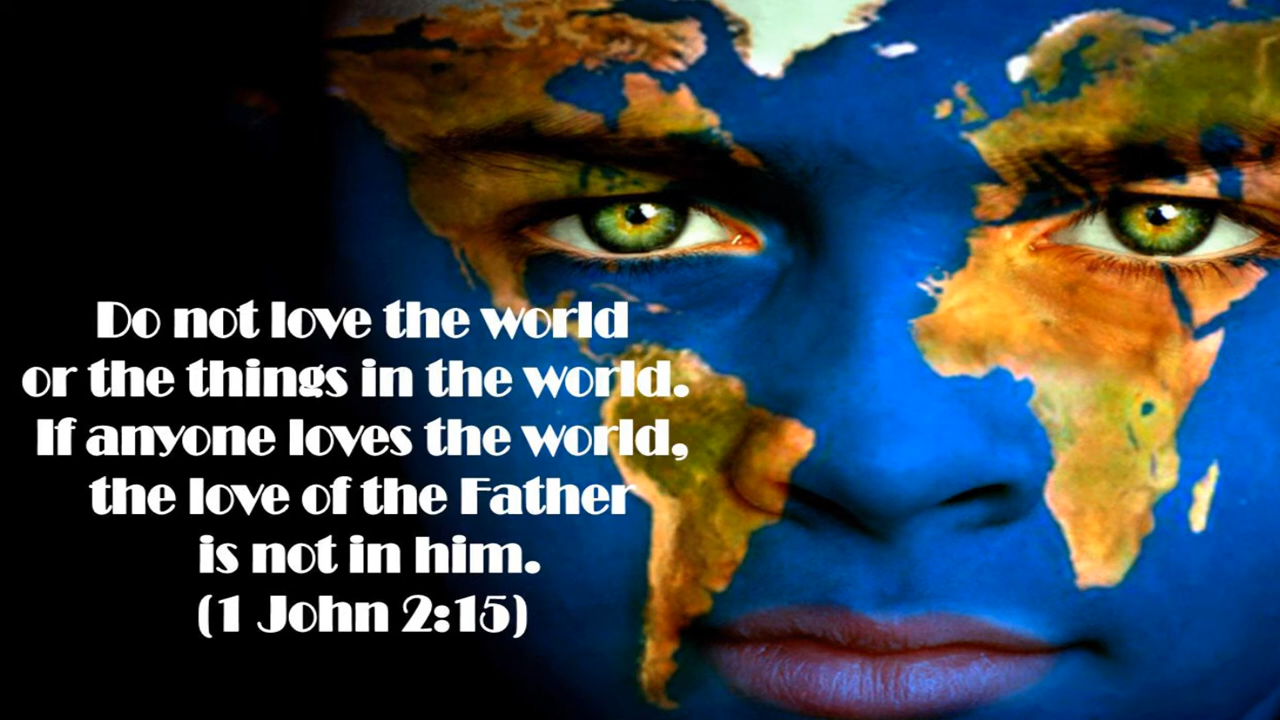 Do not love the world
or the things in the world.
If anyone loves the world,
the love of the Father
is not in him.
(1 John 2:15)